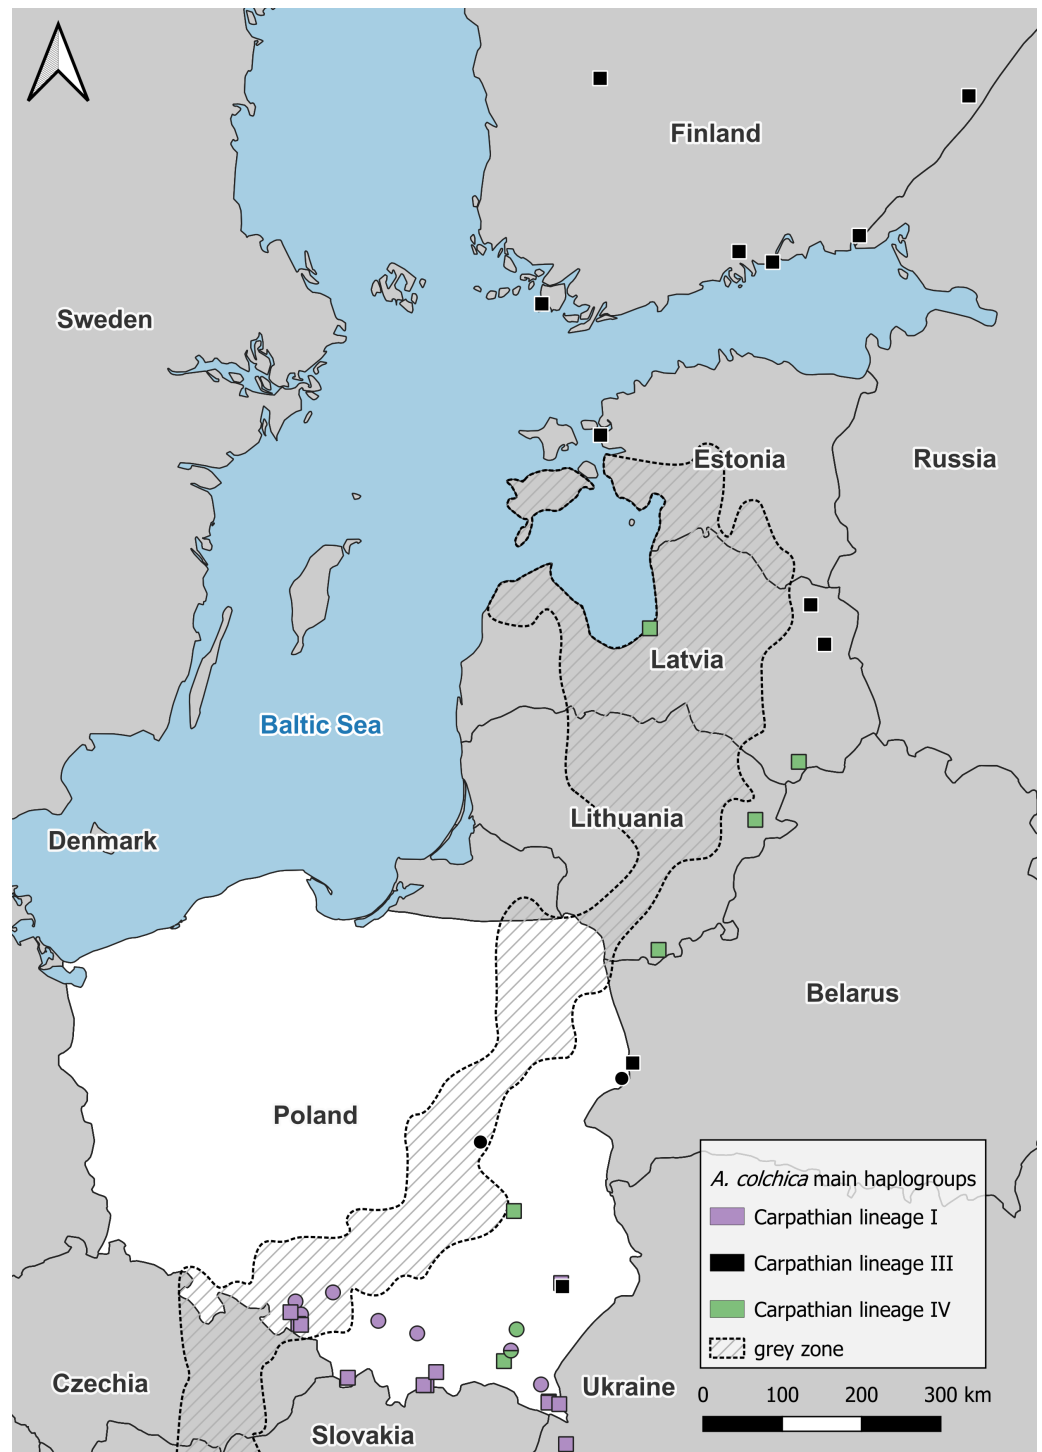 Finland
Sweden
Estonia
Russia
Latvia
Baltic Sea
Lithuania
Denmark
Belarus
Poland
A. colchica main haplogroups
Carpathian lineage I
Carpathian lineage III
Carpathian lineage IV
grey zone
Czechia
Ukraine
Slovakia
0 100 200 300 km